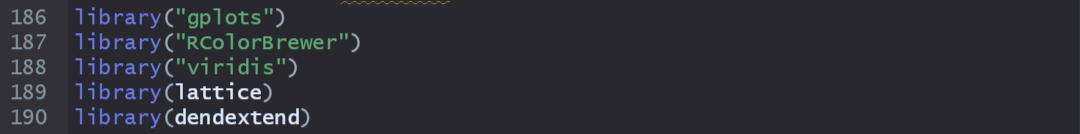 186 library("gplots")
187 library("RColorBrewer")
188 library("viridis")
189 library(lattice)
190 library(dendextend)